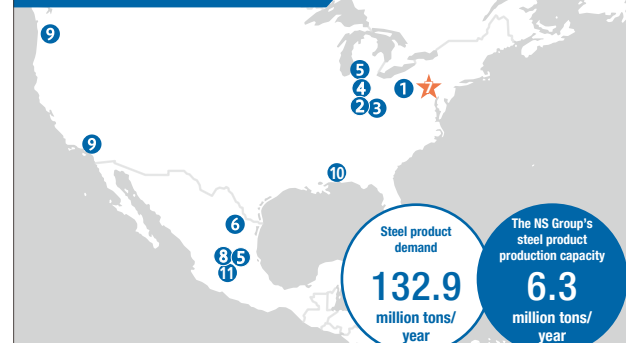 9
5
4
1
7
2
3
9
10
6
8
5
11
Steel product
demand
132.9
million tons/
year
The NS Group's
steel product
production capacity
6.3
million tons/
year